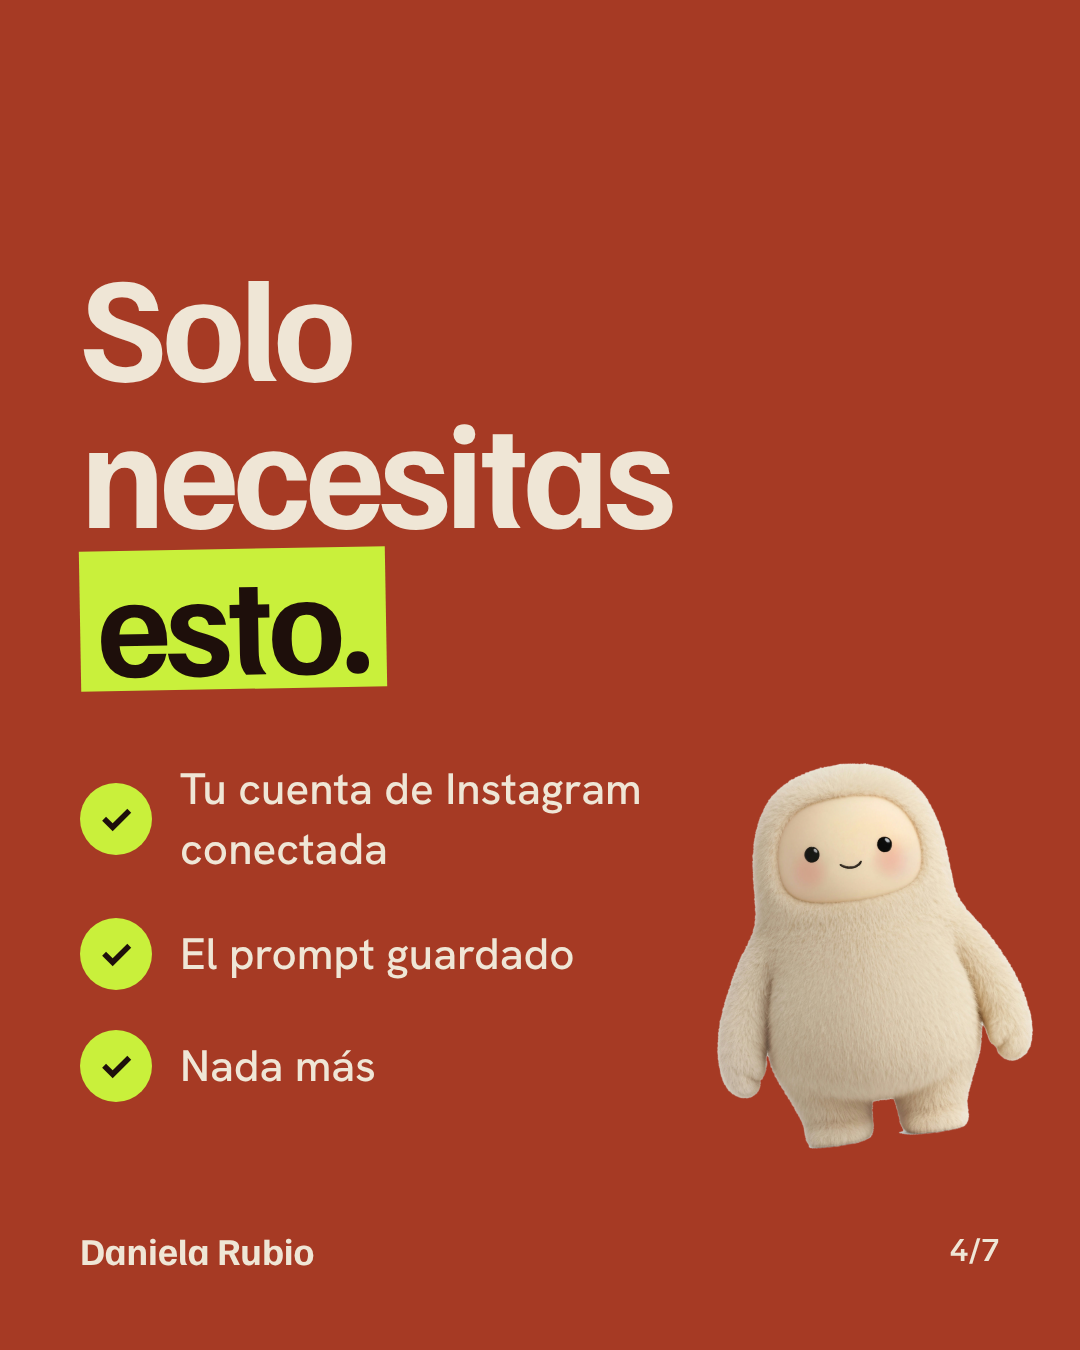 Solo
necesitas
esto.
Tu cuenta de Instagram
conectada
El prompt guardado
Nada más
Daniela Rubio
4/7